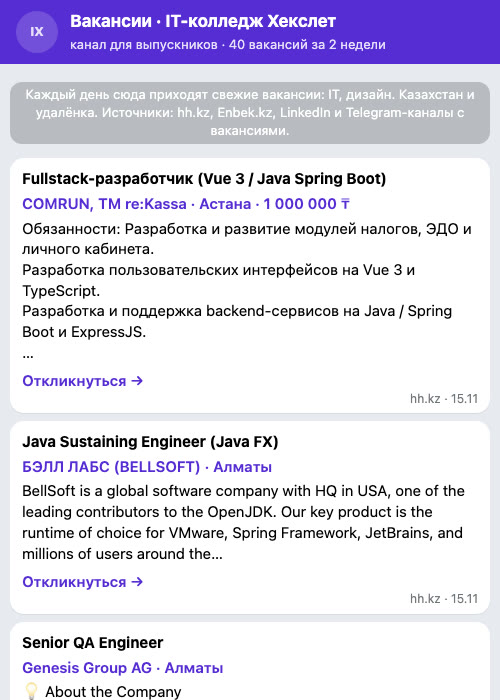 IX
Вакансии · IT-колледж Хекслет
канал для выпускников · 40 вакансий за 2 недели
Каждый день сюда приходят свежие вакансии: IT, дизайн. Казахстан и
удалёнка. Источники: hh.kz, Enbek.kz, LinkedIn и Telegram-каналы с
вакансиями.
Fullstack-разработчик (Vue 3 / Java Spring Boot)
COMRUN, TM re:Kassa · Астана · 1 000 000 ₸
Обязанности: Разработка и развитие модулей налогов, ЭДО и
личного кабинета.
Разработка пользовательских интерфейсов на Vue 3 и
TypeScript.
Разработка и поддержка backend-сервисов на Java / Spring
Boot и ExpressJS.
...
Откликнуться →
hh.kz · 15.11
Java Sustaining Engineer (Java FX)
БЭЛЛ ЛАБС (BELLSOFT) · Алматы
BellSoft is a global software company with HQ in USA, one of the
leading contributors to the OpenJDK. Our key product is the
runtime of choice for VMware, Spring Framework, JetBrains, and
millions of users around the...
Откликнуться →
hh.kz · 15.11
Senior QA Engineer
Genesis Group AG · Алматы
💡 About the Company